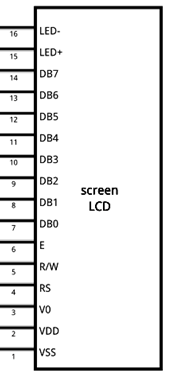 16 LED-
15 LED+
14 DB7
13 DB6
12 DB5
11 DB4
10 DB3
9 DB2
8 DB1
7 DB0
6 E
5 R/W
4 RS
3 V0
2 VDD
1 VSS
screen
LCD